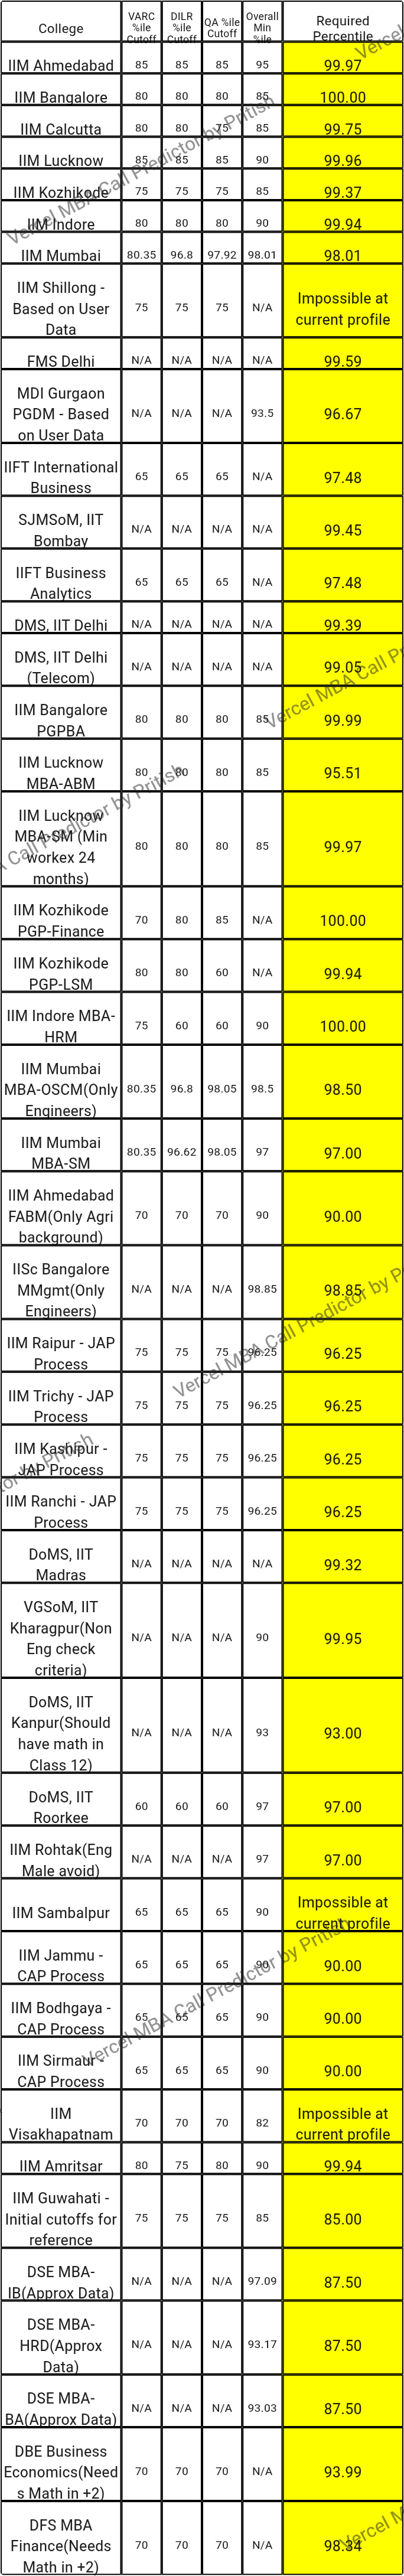 College VARC %ile Cutoff DILR %ile Cutoff QA %ile Cutoff Overall Min %ile Required Percentile
IIM Ahmedabad 85 85 85 95 99.97
IIM Bangalore 80 80 80 85 100.00
IIM Calcutta 80 80 75 85 99.75
IIM Lucknow 85 85 85 90 99.96
IIM Kozhikode 75 75 75 85 99.37
IIM Indore 80 80 80 90 99.94
IIM Mumbai 80.35 96.8 97.92 98.01 98.01
IIM Shillong - Based on User Data 75 75 75 N/A Impossible at current profile
FMS Delhi N/A N/A N/A N/A 99.59
MDI Gurgaon PGDM - Based on User Data N/A N/A N/A 93.5 96.67
IIFT International Business 65 65 65 N/A 97.48
SJMSoM, IIT Bombay N/A N/A N/A N/A 99.45
IIFT Business Analytics 65 65 65 N/A 97.48
DMS, IIT Delhi N/A N/A N/A N/A 99.39
DMS, IIT Delhi (Telecom) N/A N/A N/A N/A 99.05
IIM Bangalore PGPBA 80 80 80 85 99.99
IIM Lucknow MBA-ABM 80 80 80 85 95.51
IIM Lucknow MBA-SM (Min workex 24 months) 80 80 80 85 99.97
IIM Kozhikode PGP-Finance 70 80 85 N/A 100.00
IIM Kozhikode PGP-LSM 80 80 60 N/A 99.94
IIM Indore MBA-HRM 75 60 60 90 100.00
IIM Mumbai MBA-OSCM(Only Engineers) 80.35 96.8 98.05 98.5 98.50
IIM Mumbai MBA-SM 80.35 96.62 98.05 97 97.00
IIM Ahmedabad FABM(Only Agri background) 70 70 70 90 90.00
IISc Bangalore MMgmt(Only Engineers) N/A N/A N/A 98.85 98.85
IIM Raipur - JAP Process 75 75 75 96.25 96.25
IIM Trichy - JAP Process 75 75 75 96.25 96.25
IIM Kashipur - JAP Process 75 75 75 96.25 96.25
IIM Ranchi - JAP Process 75 75 75 96.25 96.25
DoMS, IIT Madras N/A N/A N/A N/A 99.32
VGSoM, IIT Kharagpur(Non Eng check criteria) N/A N/A N/A 90 99.95
DoMS, IIT Kanpur(Should have math in Class 12) N/A N/A N/A 93 93.00
DoMS, IIT Roorkee 60 60 60 97 97.00
IIM Rohtak(Eng Male avoid) N/A N/A N/A 97 97.00
IIM Sambalpur 65 65 65 90 Impossible at current profile
IIM Jammu - CAP Process 65 65 65 90 90.00
IIM Bodhgaya - CAP Process 65 65 65 90 90.00
IIM Sirmaur - CAP Process 65 65 65 90 90.00
IIM Visakhapatnam 70 70 70 82 Impossible at current profile
IIM Amritsar 80 75 80 90 99.94
IIM Guwahati - Initial cutoffs for reference 75 75 75 85 85.00
DSE MBA-IB(Approx Data) N/A N/A N/A 97.09 87.50
DSE MBA-HRD(Approx Data) N/A N/A N/A 93.17 87.50
DSE MBA-BA(Approx Data) N/A N/A N/A 93.03 87.50
DBE Business Economics(Needs Math in +2) 70 70 70 N/A 93.99
DFS MBA Finance(Needs Math in +2) 70 70 70 N/A 98.34
Vercel
Vercel MBA Call Predictor by Pritish
Vercel MBA Call Pr
A Call Predictor by Pritish
Vercel MBA Call Predictor by P
tor by Pritish
Vercel MBA Call Predictor by Pritish
Vercel M